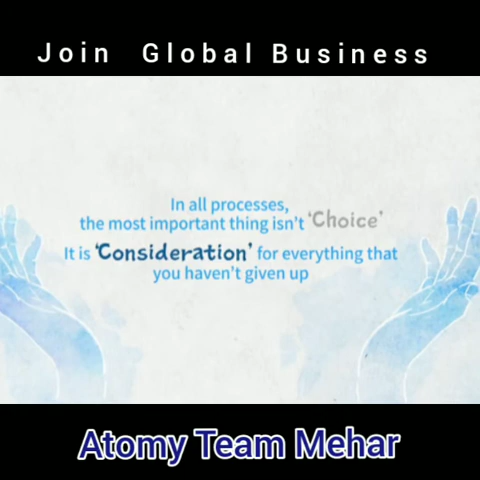 Join Global Business
In all processes,
the most important thing isn't 'Choice'
It is 'Consideration' for everything that
you haven't given up
Atomy Team Mehar